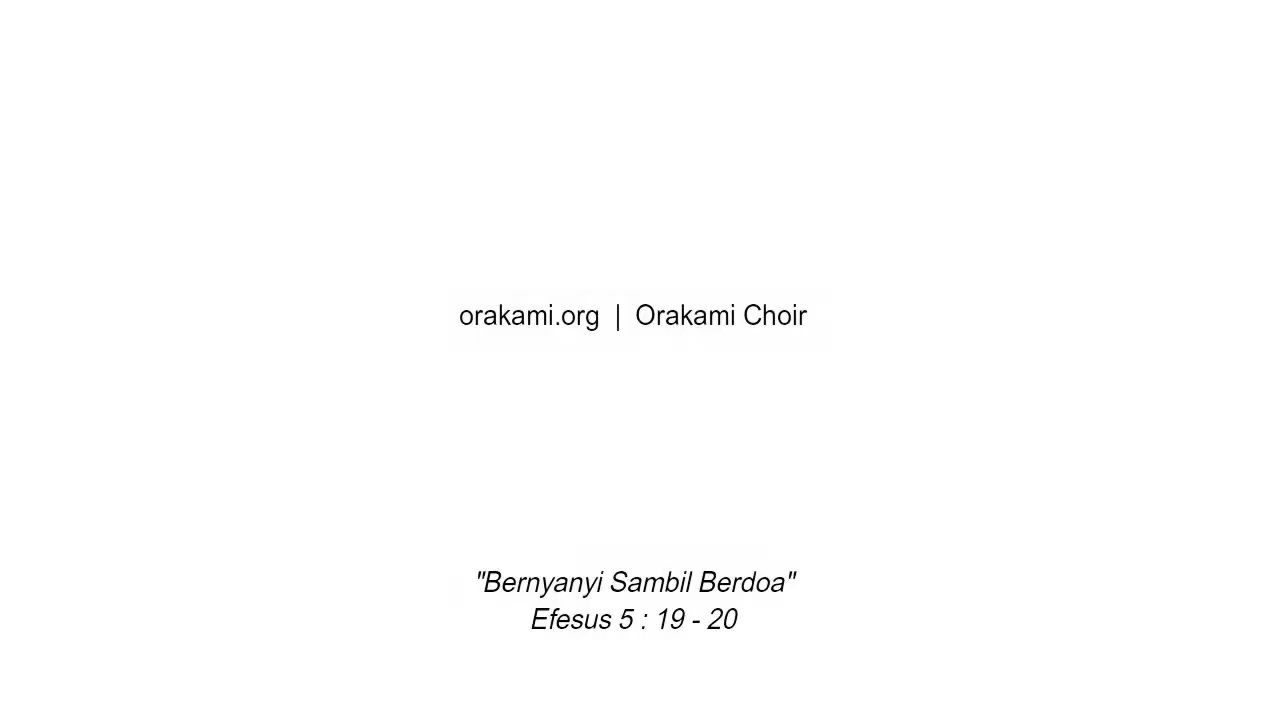 orakami.org | Orakami Choir
"Bernyanyi Sambil Berdoa"
Efesus 5 : 19 - 20